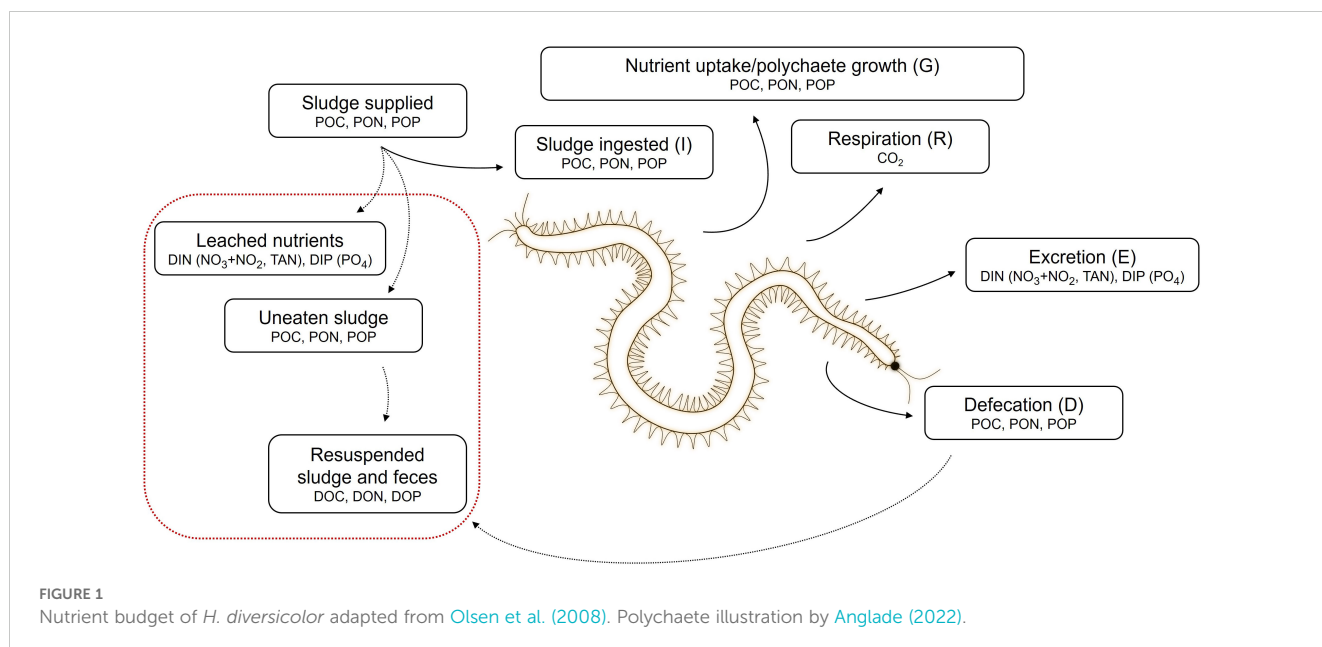 Nutrient uptake/polychaete growth (G)
POC, PON, POP
Sludge supplied
POC, PON, POP
Sludge ingested (I)
POC, PON, POP
Respiration (R)
CO₂
Leached nutrients
DIN (NO₃+NO₂, TAN), DIP (PO₄)
Excretion (E)
DIN (NO₃+NO₂, TAN), DIP (PO₄)
Uneaten sludge
POC, PON, POP
Defecation (D)
POC, PON, POP
Resuspended
sludge and feces
DOC, DON, DOP
FIGURE 1
Nutrient budget of H. diversicolor adapted from Olsen et al. (2008). Polychaete illustration by Anglade (2022).